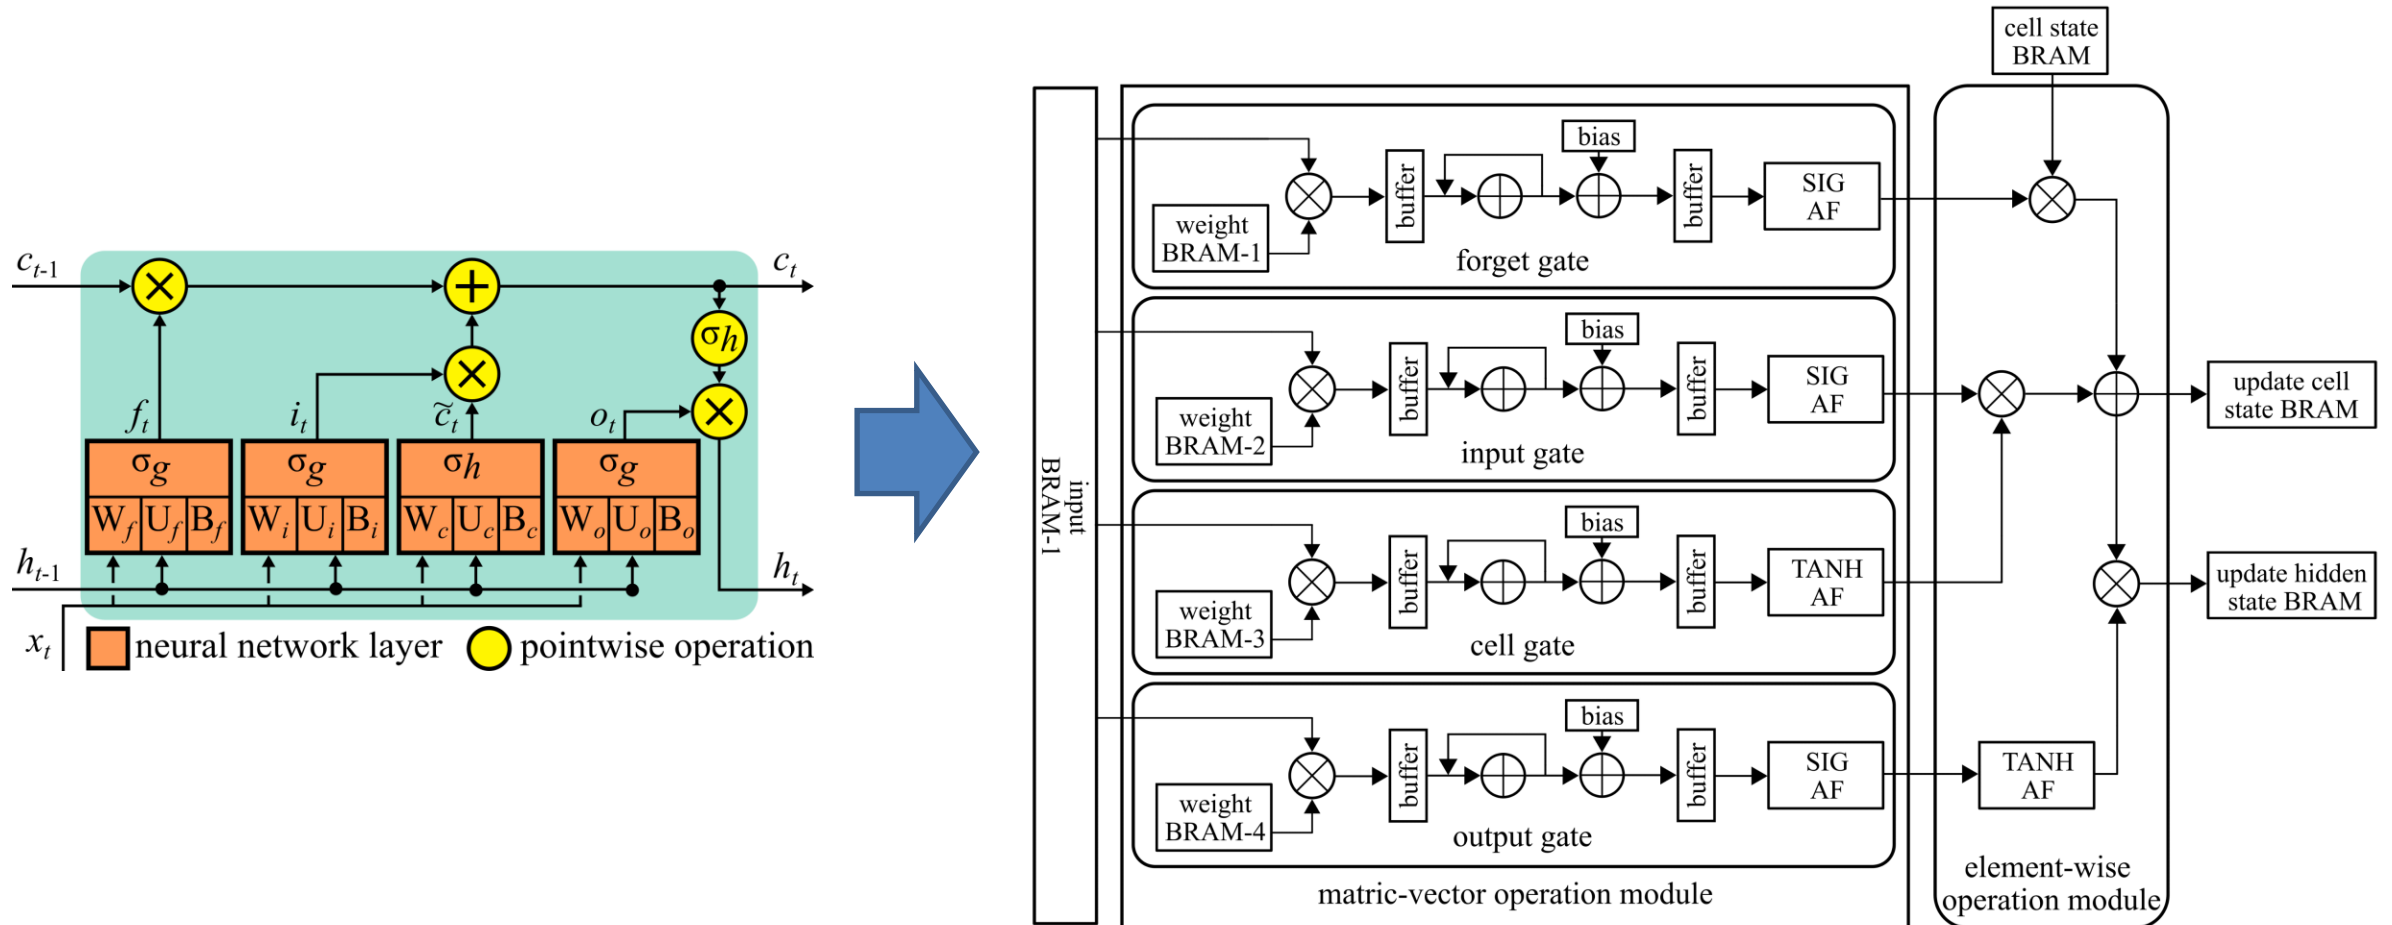 c_{t-1}
c_t
σh
f_t
i_t
c̃_t
o_t
σg
σg
σh
σg
W_f U_f B_f
W_i U_i B_i
W_c U_c B_c
W_o U_o B_o
h_{t-1}
h_t
x_t
neural network layer
pointwise operation
input
BRAM-1
weight
BRAM-1
buffer
bias
buffer
SIG
AF
forget gate
weight
BRAM-2
buffer
bias
buffer
SIG
AF
input gate
weight
BRAM-3
buffer
bias
buffer
TANH
AF
cell gate
weight
BRAM-4
buffer
bias
buffer
SIG
AF
output gate
matric-vector operation module
cell state
BRAM
TANH
AF
element-wise
operation module
update cell
state BRAM
update hidden
state BRAM